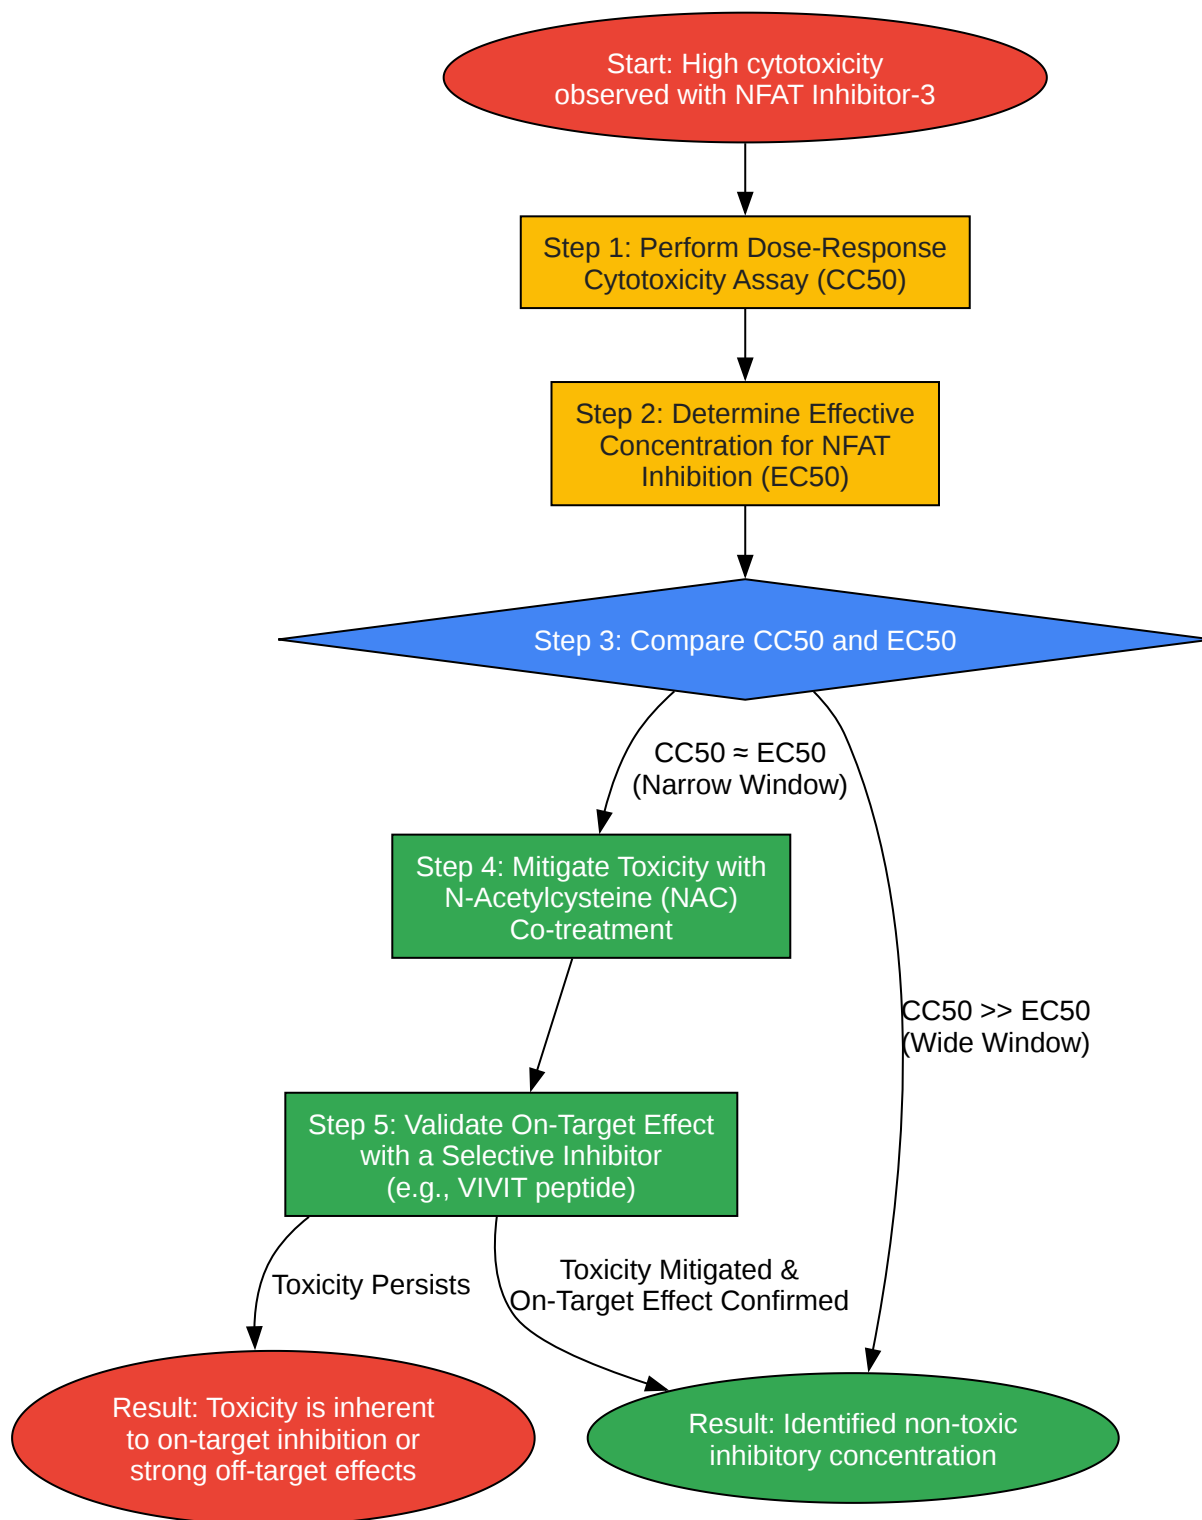 Start: High cytotoxicity
observed with NFAT Inhibitor-3
Step 1: Perform Dose-Response
Cytotoxicity Assay (CC50)
Step 2: Determine Effective
Concentration for NFAT
Inhibition (EC50)
Step 3: Compare CC50 and EC50
CC50 ≈ EC50
(Narrow Window)
Step 4: Mitigate Toxicity with
N-Acetylcysteine (NAC)
Co-treatment
CC50 >> EC50
(Wide Window)
Step 5: Validate On-Target Effect
with a Selective Inhibitor
(e.g., VIVIT peptide)
Toxicity Persists
Toxicity Mitigated &
On-Target Effect Confirmed
Result: Toxicity is inherent
to on-target inhibition or
strong off-target effects
Result: Identified non-toxic
inhibitory concentration